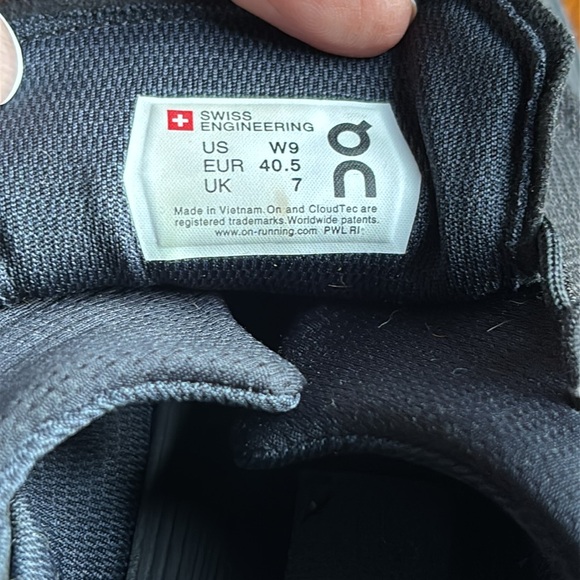 SWISS
ENGINEERING
US W9
EUR 40.5
UK 7
Made in Vietnam.On and CloudTec are
registered trademarks.Worldwide patents.
www.on-running.com PWLRI